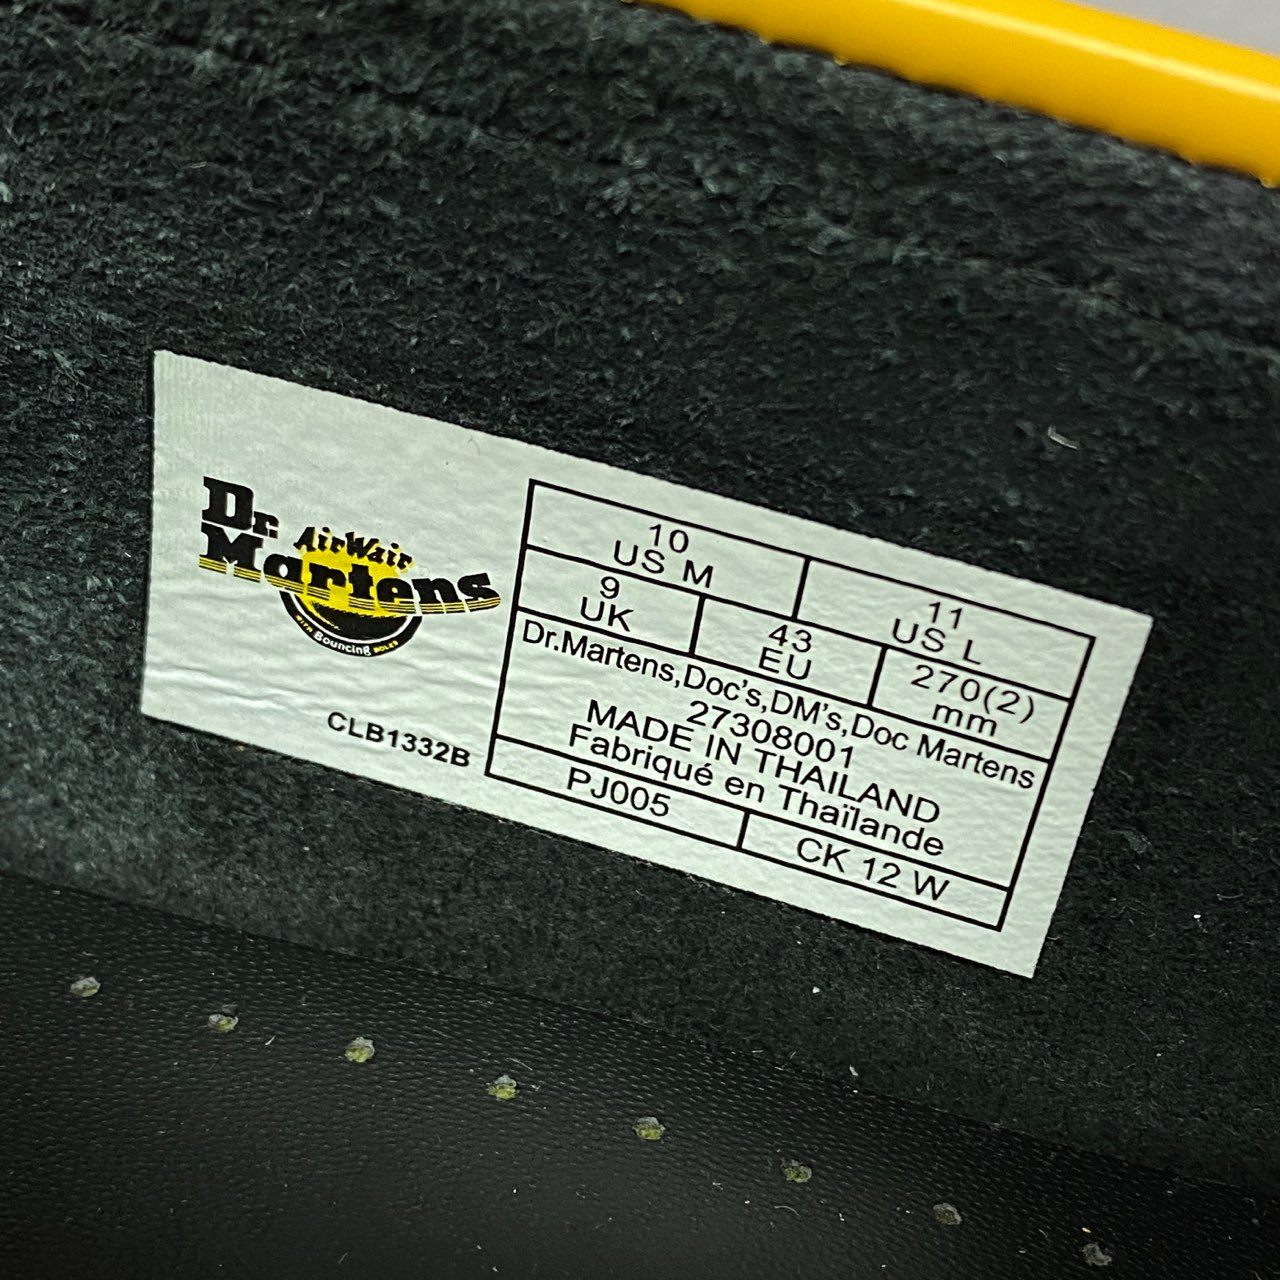 Dr.
Martens
AirWair
WITH Bouncing SOLES
CLB1332B
10
US M
11
US L
9
UK
43
EU
270(2)
mm
Dr.Martens,Doc's,DM's,Doc Martens
27308001
MADE IN THAILAND
Fabriqué en Thaïlande
PJ005
CK 12 W